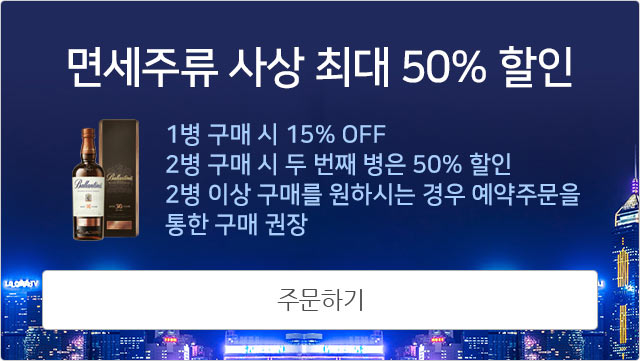 면세주류 사상 최대 50% 할인
1병 구매 시 15% OFF
2병 구매 시 두 번째 병은 50% 할인
2병 이상 구매를 원하시는 경우 예약주문을
통한 구매 권장
Ballantine's
30
주문하기